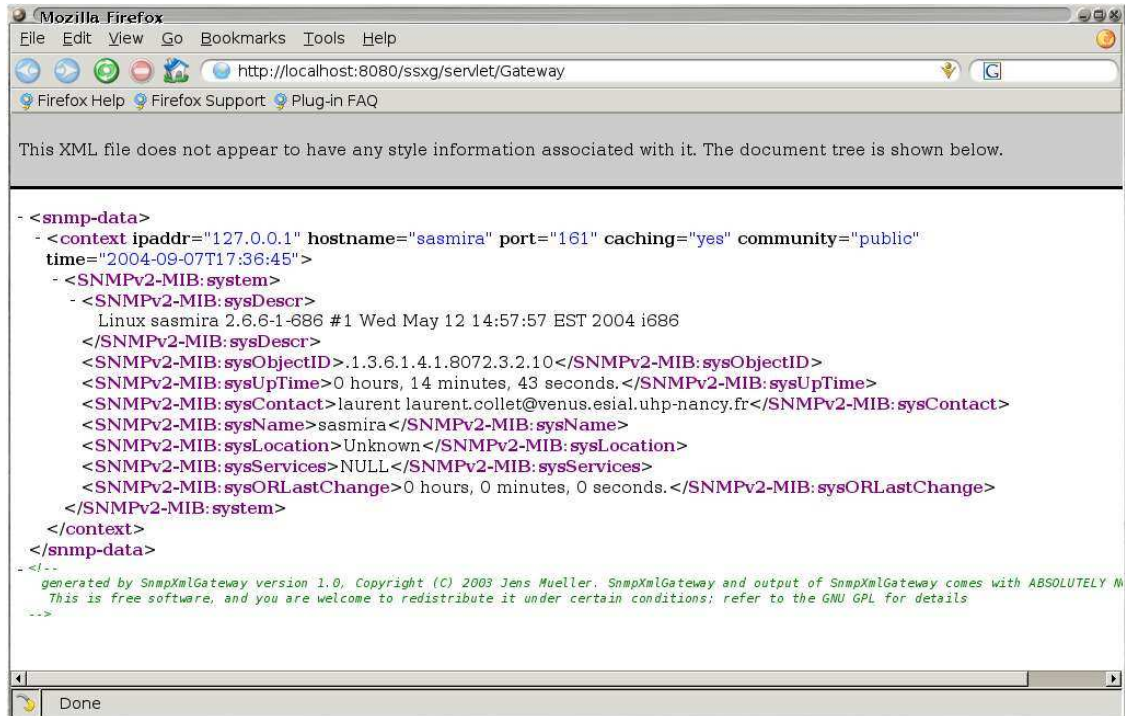 Mozilla Firefox
File Edit View Go Bookmarks Tools Help
http://localhost:8080/ssxg/servlet/Gateway G
Firefox Help Firefox Support Plug-in FAQ
This XML file does not appear to have any style information associated with it. The document tree is shown below.
- <snmp-data>
- <context ipaddr="127.0.0.1" hostname="sasmira" port="161" caching="yes" community="public"
time="2004-09-07T17:36:45">
- <SNMPv2-MIB:system>
- <SNMPv2-MIB:sysDescr>
Linux sasmira 2.6.6-1-686 #1 Wed May 12 14:57:57 EST 2004 i686
</SNMPv2-MIB:sysDescr>
<SNMPv2-MIB:sysObjectID>.1.3.6.1.4.1.8072.3.2.10</SNMPv2-MIB:sysObjectID>
<SNMPv2-MIB:sysUpTime>0 hours, 14 minutes, 43 seconds.</SNMPv2-MIB:sysUpTime>
<SNMPv2-MIB:sysContact>laurent laurent.collet@venus.esial.uhp-nancy.fr</SNMPv2-MIB:sysContact>
<SNMPv2-MIB:sysName>sasmira</SNMPv2-MIB:sysName>
<SNMPv2-MIB:sysLocation>Unknown</SNMPv2-MIB:sysLocation>
<SNMPv2-MIB:sysServices>NULL</SNMPv2-MIB:sysServices>
<SNMPv2-MIB:sysORLastChange>0 hours, 0 minutes, 0 seconds.</SNMPv2-MIB:sysORLastChange>
</SNMPv2-MIB:system>
</context>
</snmp-data>
- <!--
generated by SnmpXmlGateway version 1.0, Copyright (C) 2003 Jens Mueller. SnmpXmlGateway and output of SnmpXmlGateway comes with ABSOLUTELY
This is free software, and you are welcome to redistribute it under certain conditions; refer to the GNU GPL for details
-->
Done